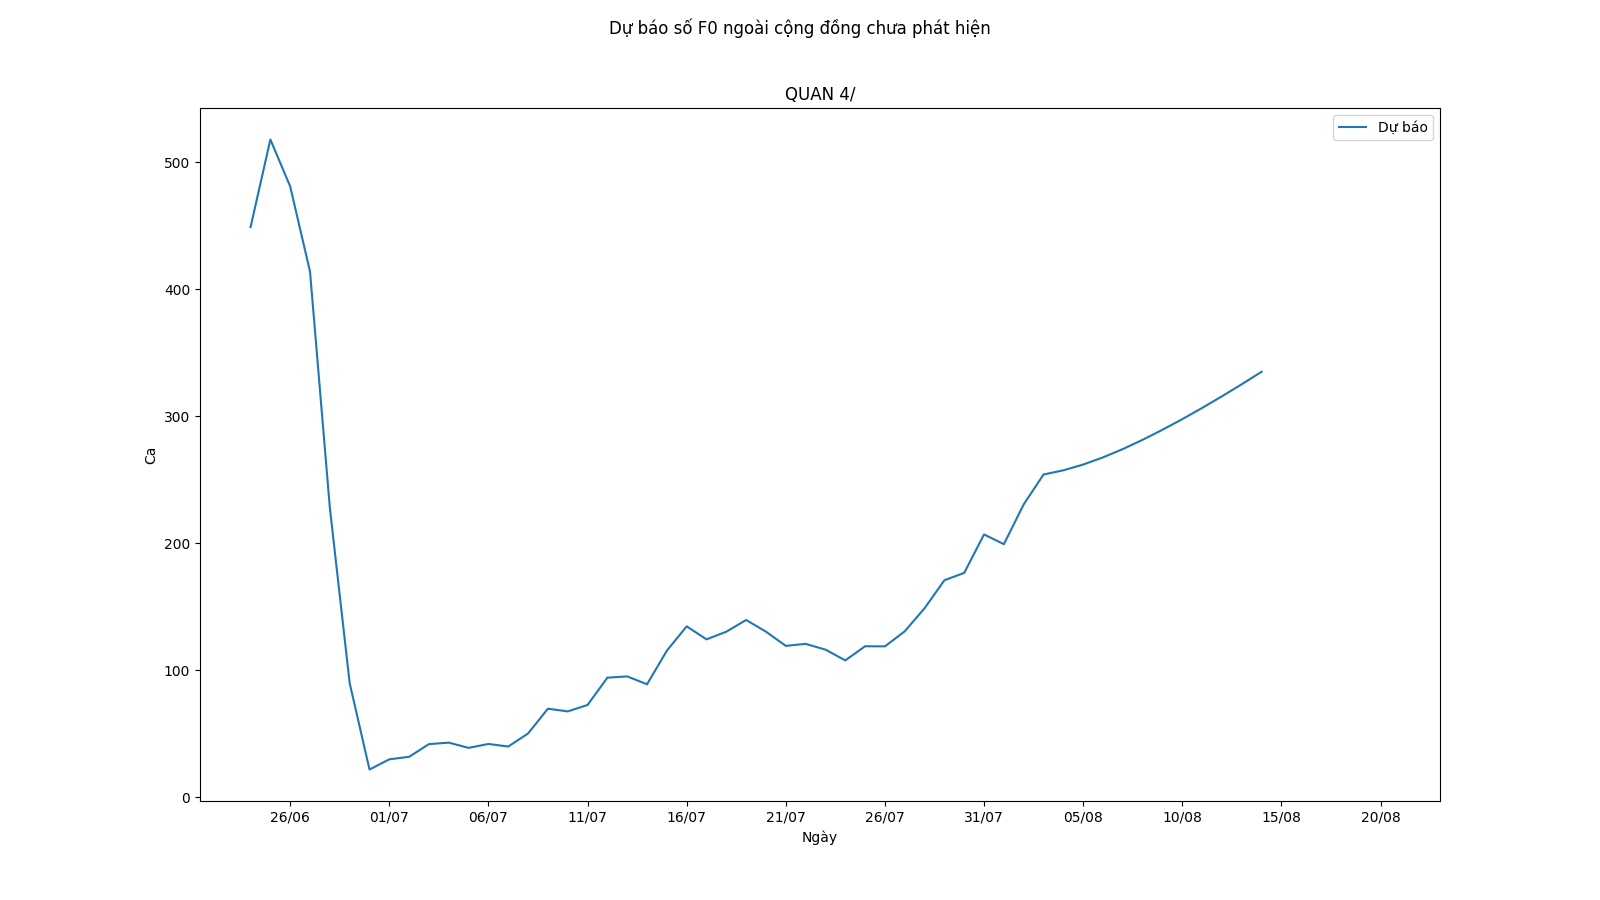 Dự báo số F0 ngoài cộng đồng chưa phát hiện
QUAN 4/
Dự báo
500
400
300
200
100
0
Ca
26/06 01/07 06/07 11/07 16/07 21/07 26/07 31/07 05/08 10/08 15/08 20/08
Ngày